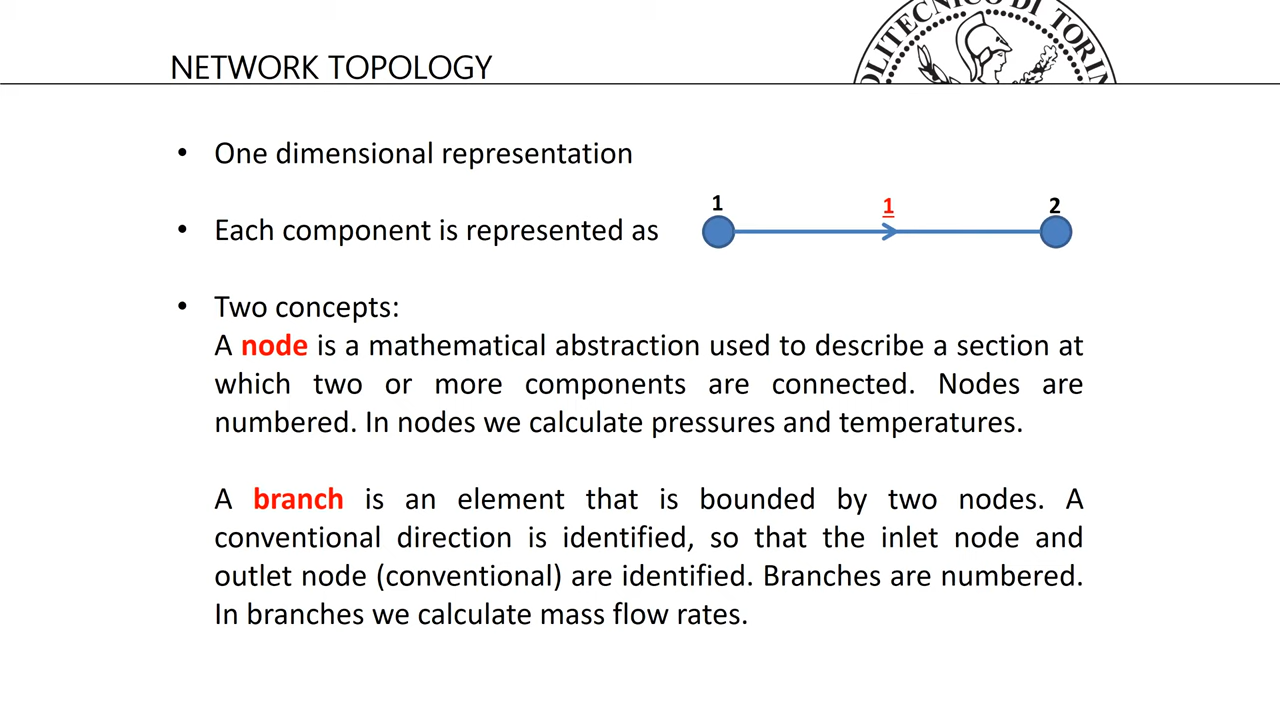 POLITECNICO DI TORINO
NETWORK TOPOLOGY
• One dimensional representation
1 1 2
• Each component is represented as
• Two concepts:
A node is a mathematical abstraction used to describe a section at
which two or more components are connected. Nodes are
numbered. In nodes we calculate pressures and temperatures.
A branch is an element that is bounded by two nodes. A
conventional direction is identified, so that the inlet node and
outlet node (conventional) are identified. Branches are numbered.
In branches we calculate mass flow rates.